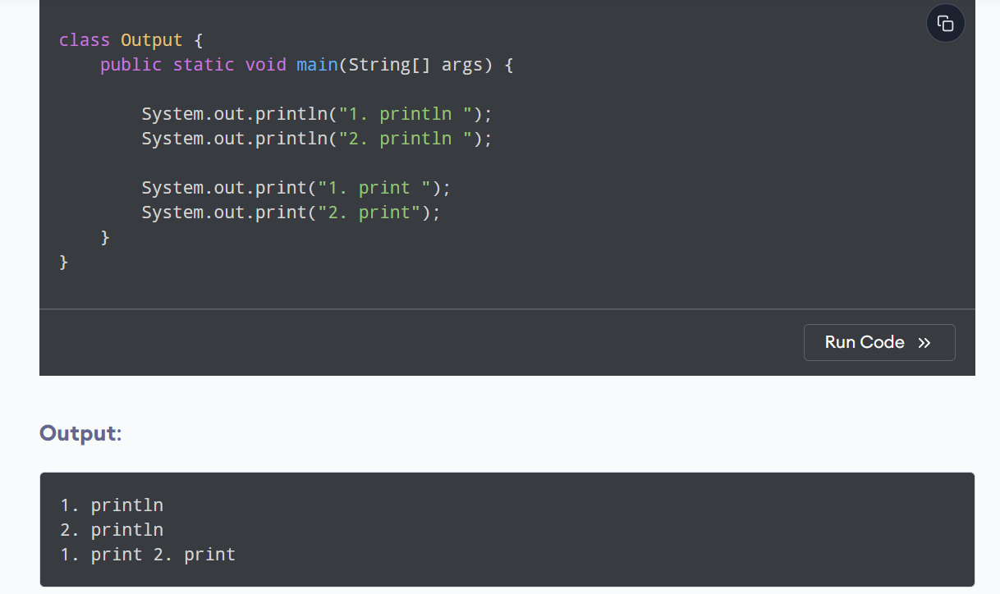 class Output {
    public static void main(String[] args) {

        System.out.println("1. println ");
        System.out.println("2. println ");

        System.out.print("1. print ");
        System.out.print("2. print");
    }
}
Run Code »
Output:
1. println
2. println
1. print 2. print